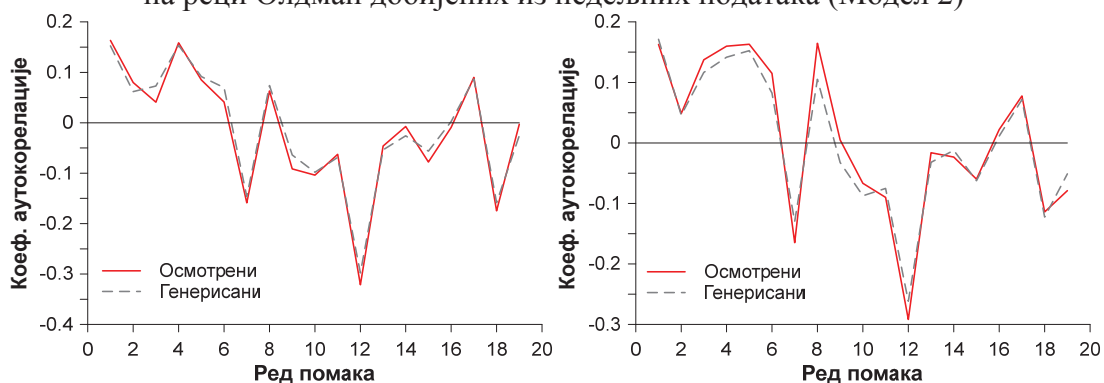 на реци Олдман добијених из недељних података (Модел 2)
0.2
0.1
0
-0.1
-0.2
-0.3
-0.4
Коеф. аутокорелације
Осмотрени
Генерисани
0 2 4 6 8 10 12 14 16 18 20
Ред помака
0.2
0.1
0
-0.1
-0.2
-0.3
Коеф. аутокорелације
Осмотрени
Генерисани
0 2 4 6 8 10 12 14 16 18 20
Ред помака